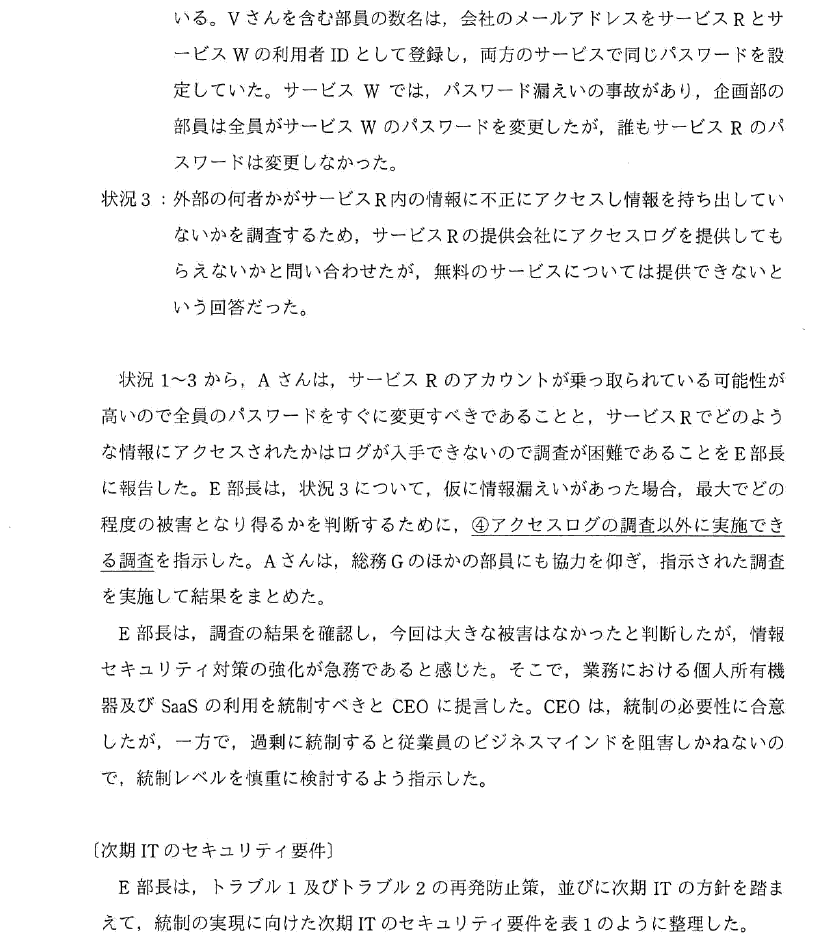 いる。Vさんを含む部員の数名は，会社のメールアドレスをサービスRとサ
ービスWの利用者IDとして登録し，両方のサービスで同じパスワードを設
定していた。サービス W では，パスワード漏えいの事故があり，企画部の
部員は全員がサービス W のパスワードを変更したが，誰もサービス R のパ
スワードは変更しなかった。
状況3：外部の何者かがサービスR内の情報に不正にアクセスし情報を持ち出してい
ないかを調査するため，サービスRの提供会社にアクセスログを提供しても
らえないかと問い合わせたが，無料のサービスについては提供できないと
いう回答だった。
状況 1～3 から，A さんは，サービス R のアカウントが乗っ取られている可能性が
高いので全員のパスワードをすぐに変更すべきであることと，サービスRでどのよう
な情報にアクセスされたかはログが入手できないので調査が困難であることをE部長
に報告した。E 部長は，状況3について，仮に情報漏えいがあった場合，最大でどの
程度の被害となり得るかを判断するために，④アクセスログの調査以外に実施でき
る調査を指示した。Aさんは，総務Gのほかの部員にも協力を仰ぎ，指示された調査
を実施して結果をまとめた。
E 部長は，調査の結果を確認し，今回は大きな被害はなかったと判断したが，情報
セキュリティ対策の強化が急務であると感じた。そこで，業務における個人所有機
器及び SaaS の利用を統制すべきと CEO に提言した。CEO は，統制の必要性に合意
したが，一方で，過剰に統制すると従業員のビジネスマインドを阻害しかねないの
で，統制レベルを慎重に検討するよう指示した。
〔次期 IT のセキュリティ要件〕
E 部長は，トラブル 1 及びトラブル 2 の再発防止策，並びに次期 IT の方針を踏ま
えて，統制の実現に向けた次期 IT のセキュリティ要件を表1のように整理した。